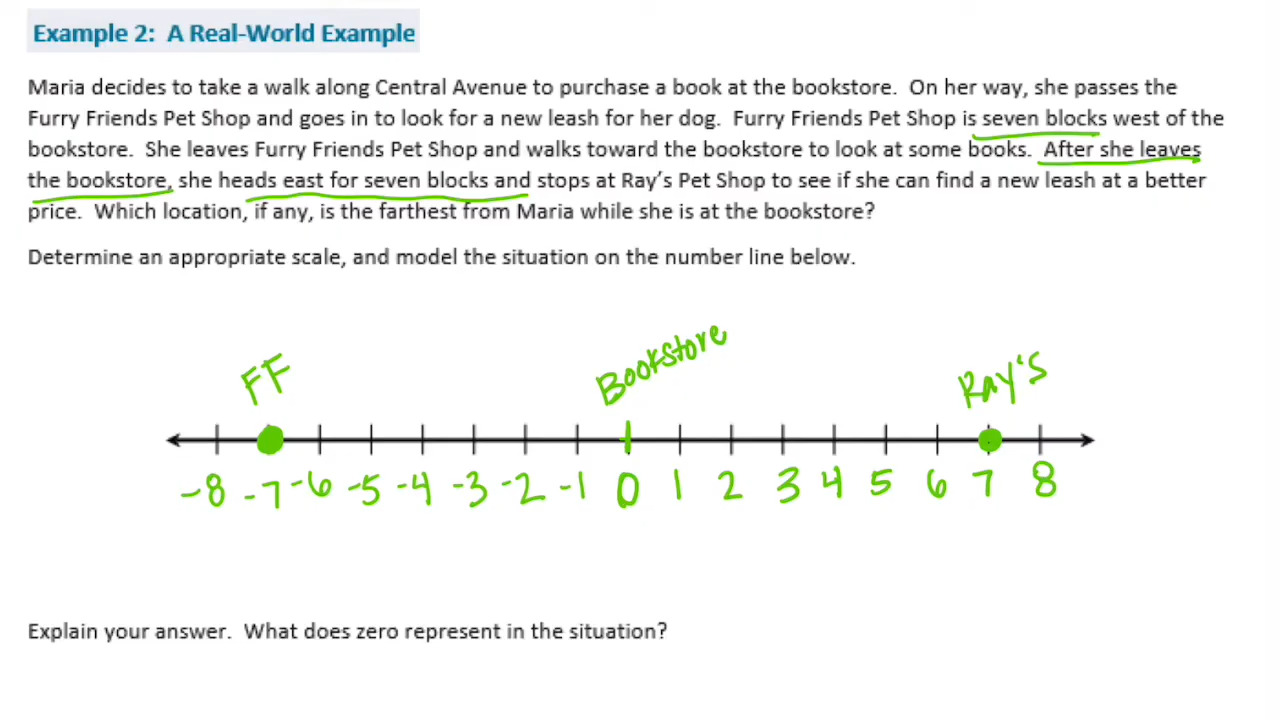 Example 2:  A Real-World Example
Maria decides to take a walk along Central Avenue to purchase a book at the bookstore.  On her way, she passes the
Furry Friends Pet Shop and goes in to look for a new leash for her dog.  Furry Friends Pet Shop is seven blocks west of the
bookstore.  She leaves Furry Friends Pet Shop and walks toward the bookstore to look at some books.  After she leaves
the bookstore, she heads east for seven blocks and stops at Ray's Pet Shop to see if she can find a new leash at a better
price.  Which location, if any, is the farthest from Maria while she is at the bookstore?
Determine an appropriate scale, and model the situation on the number line below.
FF Bookstore Ray's
-8 -7 -6 -5 -4 -3 -2 -1 0 1 2 3 4 5 6 7 8
Explain your answer.  What does zero represent in the situation?